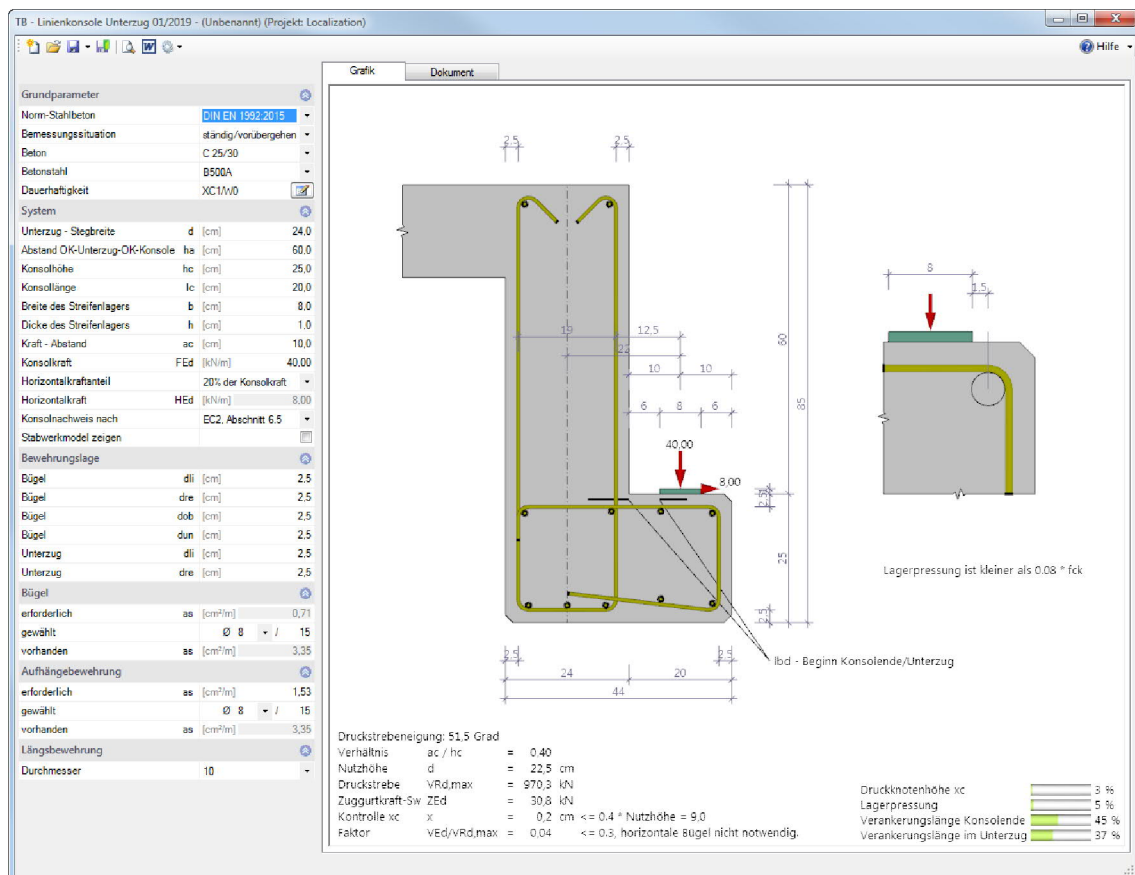 TB - Linienkonsole Unterzug 01/2019 - (Unbenannt) (Projekt: Localization)
Hilfe
Grafik Dokument
Grundparameter
Norm-Stahlbeton DIN EN 1992:2015
Bemessungssituation ständig/vorübergehen
Beton C 25/30
Betonstahl B500A
Dauerhaftigkeit XC1/W0
System
Unterzug - Stegbreite d [cm] 24,0
Abstand OK-Unterzug-OK-Konsole ha [cm] 60,0
Konsolhöhe hc [cm] 25,0
Konsollänge lc [cm] 20,0
Breite des Streifenlagers b [cm] 8,0
Dicke des Streifenlagers h [cm] 1,0
Kraft - Abstand ac [cm] 10,0
Konsolkraft FEd [kN/m] 40,00
Horizontalkraftanteil 20% der Konsolkraft
Horizontalkraft HEd [kN/m] 8,00
Konsolnachweis nach EC2, Abschnitt 6.5
Stabwerkmodel zeigen
Bewehrungslage
Bügel dli [cm] 2,5
Bügel dre [cm] 2,5
Bügel dob [cm] 2,5
Bügel dun [cm] 2,5
Unterzug dli [cm] 2,5
Unterzug dre [cm] 2,5
Bügel
erforderlich as [cm²/m] 0,71
gewählt Ø 8 / 15
vorhanden as [cm²/m] 3,35
Aufhängebewehrung
erforderlich as [cm²/m] 1,53
gewählt Ø 8 / 15
vorhanden as [cm²/m] 3,35
Längsbewehrung
Durchmesser 10
2.5 2.5
19 12,5
22
10 10
6 8 6
40,00
8,00
60
85
2.5
25
2.5
2.5 2.5
24 20
44
lbd - Beginn Konsolende/Unterzug
8
1.5
Lagerpressung ist kleiner als 0.08 * fck
Druckstrebeneigung: 51,5 Grad
Verhältnis ac / hc = 0,40
Nutzhöhe d = 22,5 cm
Druckstrebe VRd,max = 970,3 kN
Zuggurtkraft-Sw ZEd = 30,8 kN
Kontrolle xc x = 0,2 cm <= 0.4 * Nutzhöhe = 9,0
Faktor VEd/VRd,max = 0,04 <= 0.3, horizontale Bügel nicht notwendig.
Druckknotenhöhe xc 3 %
Lagerpressung 5 %
Verankerungslänge Konsolende 45 %
Verankerungslänge im Unterzug 37 %